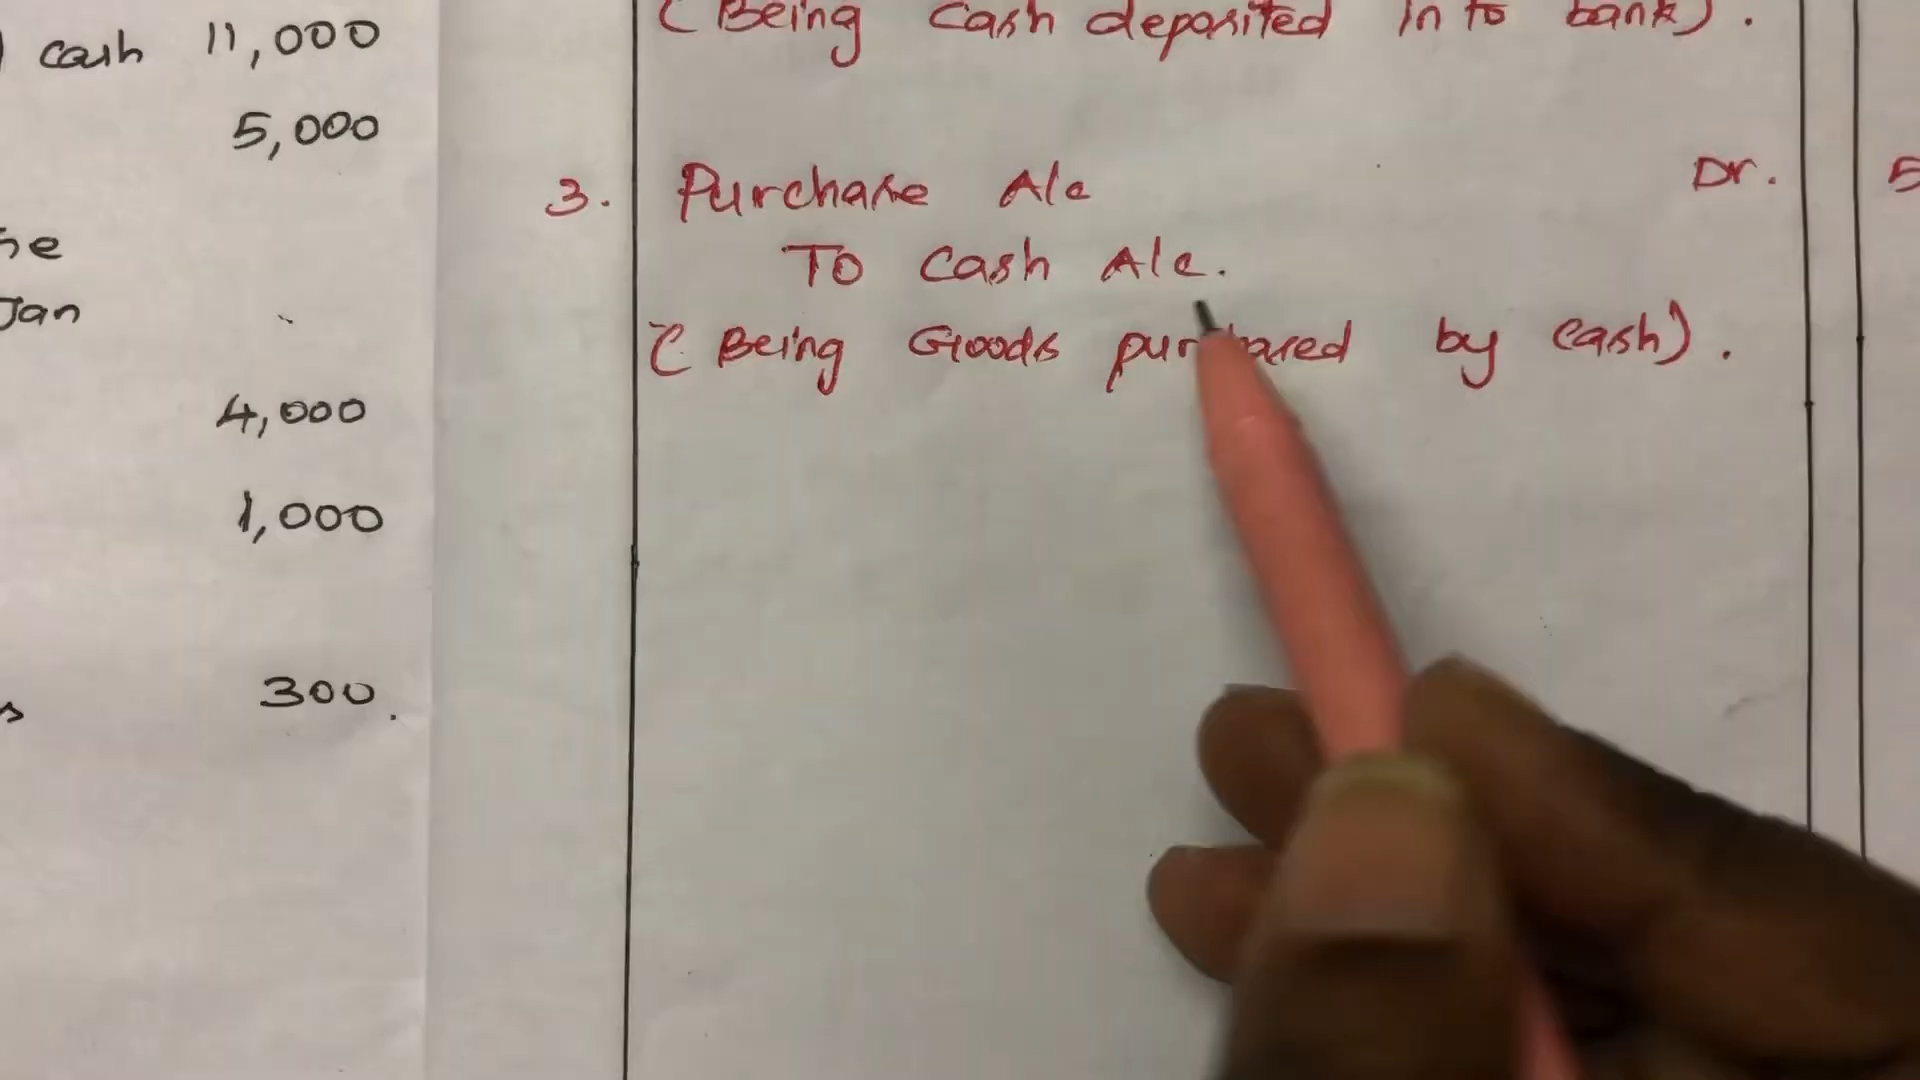 cash 11,000
5,000
Jan
4,000
1,000
300.
(Being Cash deposited in to bank).
3. Purchase A/c Dr. 5
To Cash A/c.
(Being Goods purchased by cash).